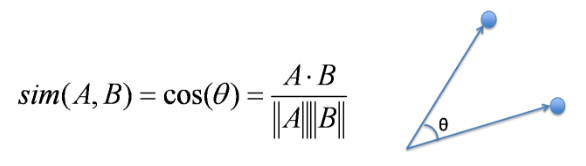 sim(A, B) = cos(θ) = A · B / ‖A‖‖B‖
θ